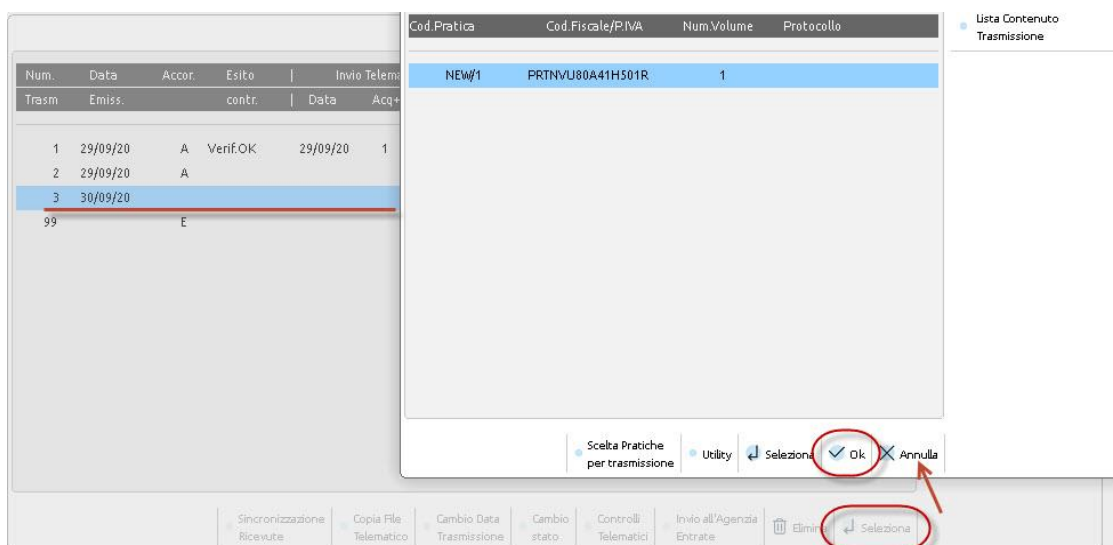 Cod.Pratica Cod.Fiscale/P.IVA Num.Volume Protocollo
Lista Contenuto
Trasmissione
NEW/1 PRTNVU80A41H501R 1
Num. Data Accor. Esito | Invio Telema
Trasm Emiss. contr. | Data Acq+
1 29/09/20 A Verif.OK 29/09/20 1
2 29/09/20 A
3 30/09/20
99 E
Scelta Pratiche
per trasmissione
Utility
Seleziona
Ok
Annulla
Sincronizzazione
Ricevute
Copia File
Telematico
Cambio Data
Trasmissione
Cambio
stato
Controlli
Telematici
Invio all'Agenzia
Entrate
Elimina
Seleziona